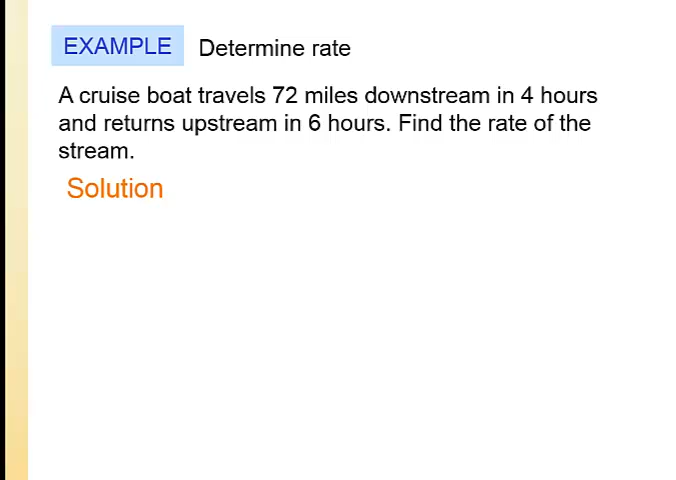 EXAMPLE Determine rate
A cruise boat travels 72 miles downstream in 4 hours
and returns upstream in 6 hours. Find the rate of the
stream.
Solution